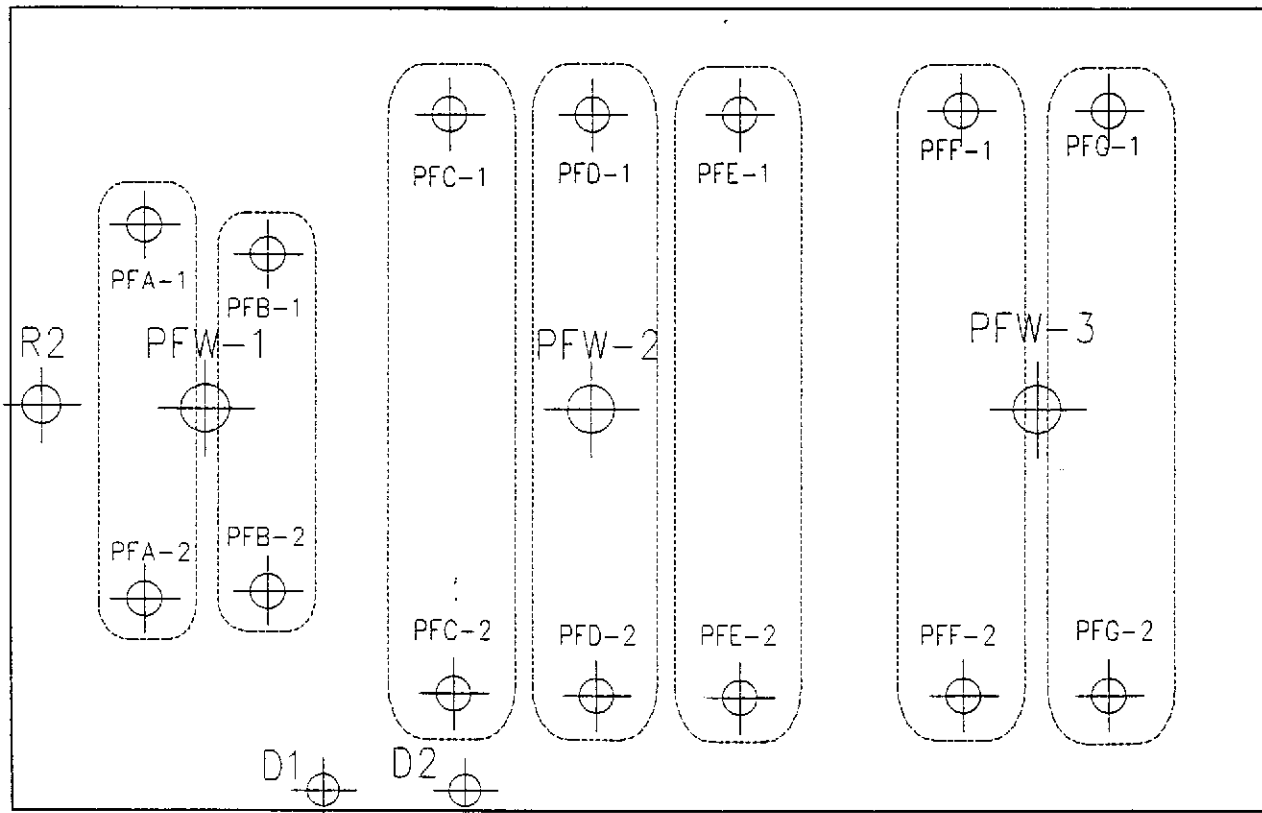 PFC-1
PFD-1
PFE-1
PFF-1
PFG-1
PFA-1
PFB-1
R2
PFW-1
PFW-2
PFW-3
PFA-2
PFB-2
PFC-2
PFD-2
PFE-2
PFF-2
PFG-2
D1
D2